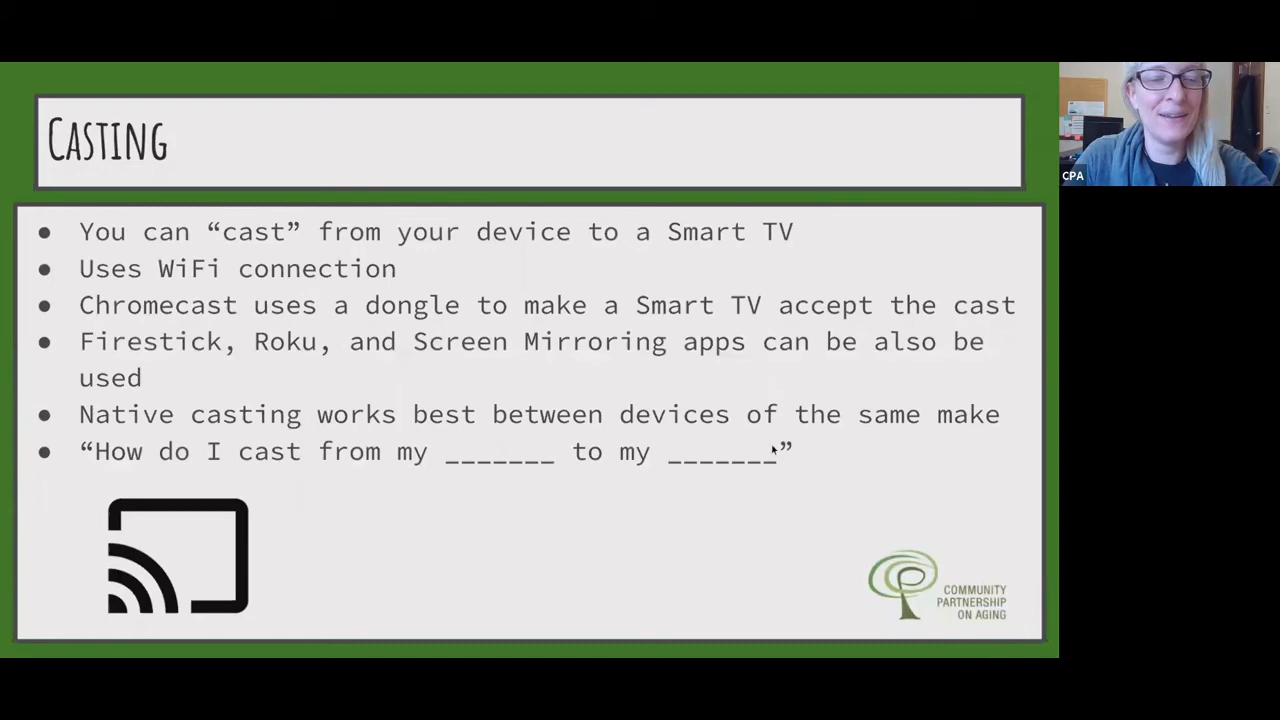 Casting
● You can “cast” from your device to a Smart TV
● Uses WiFi connection
● Chromecast uses a dongle to make a Smart TV accept the cast
● Firestick, Roku, and Screen Mirroring apps can be also be
used
● Native casting works best between devices of the same make
● “How do I cast from my _______ to my _______”
COMMUNITY
PARTNERSHIP
ON AGING
CPA